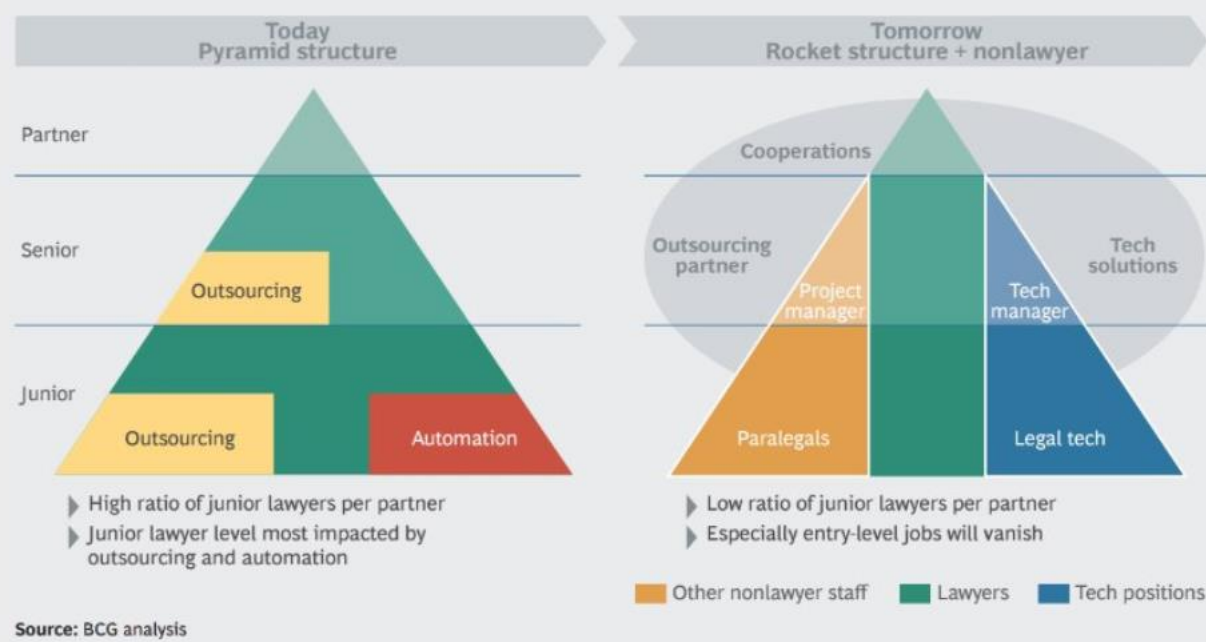 Today
Pyramid structure
Tomorrow
Rocket structure + nonlawyer
Partner
Senior
Junior
Outsourcing
Outsourcing
Automation
High ratio of junior lawyers per partner
Junior lawyer level most impacted by
outsourcing and automation
Cooperations
Outsourcing
partner
Tech
solutions
Project
manager
Tech
manager
Paralegals
Legal tech
Low ratio of junior lawyers per partner
Especially entry-level jobs will vanish
Other nonlawyer staff
Lawyers
Tech positions
Source: BCG analysis